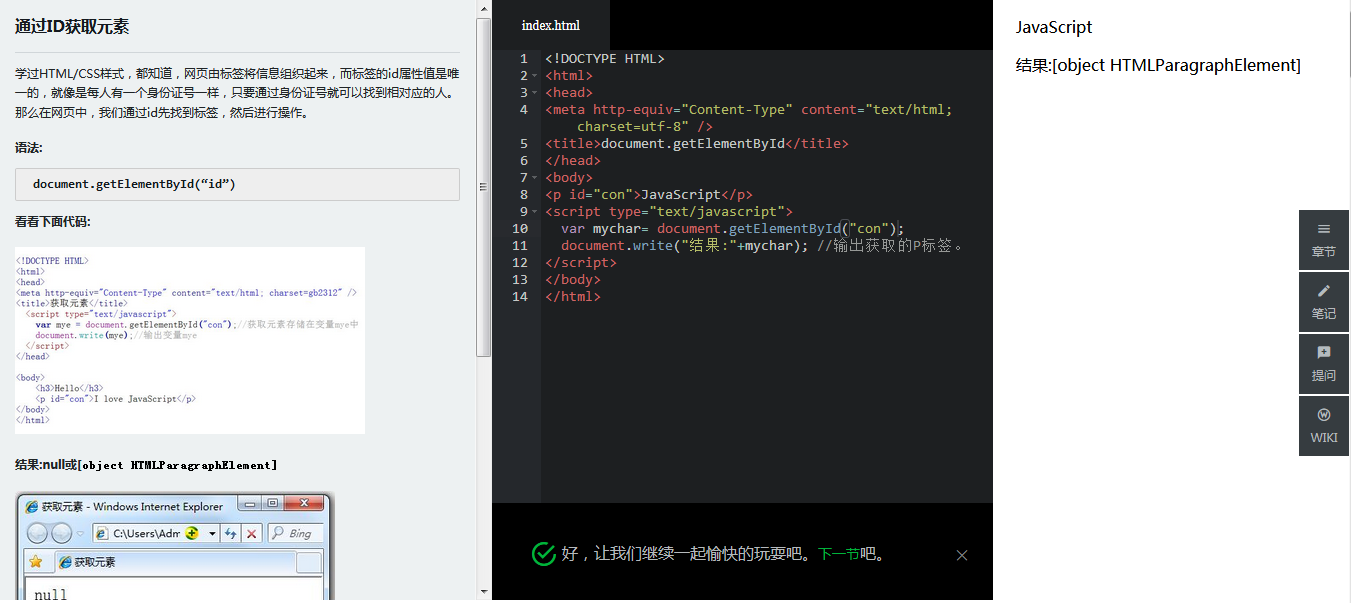 通过ID获取元素
学过HTML/CSS样式，都知道，网页由标签将信息组织起来，而标签的id属性值是唯
一的，就像是每人有一个身份证号一样，只要通过身份证号就可以找到相对应的人。
那么在网页中，我们通过id先找到标签，然后进行操作。
语法:
document.getElementById(“id”)
看看下面代码:
<!DOCTYPE HTML>
<html>
<head>
<meta http-equiv="Content-Type" content="text/html; charset=gb2312" />
<title>获取元素</title>
<script type="text/javascript">
var mye = document.getElementById("con");//获取元素存储在变量mye中
document.write(mye);//输出变量mye
</script>
</head>
<body>
<h3>Hello</h3>
<p id="con">I love JavaScript</p>
</body>
</html>
结果:null或[object HTMLParagraphElement]
获取元素 - Windows Internet Explorer
C:\Users\Adm
Bing
获取元素
null
index.html
1 <!DOCTYPE HTML>
2 <html>
3 <head>
4 <meta http-equiv="Content-Type" content="text/html;
charset=utf-8" />
5 <title>document.getElementById</title>
6 </head>
7 <body>
8 <p id="con">JavaScript</p>
9 <script type="text/javascript">
10 var mychar= document.getElementById("con");
11 document.write("结果:"+mychar); //输出获取的P标签。
12 </script>
13 </body>
14 </html>
好，让我们继续一起愉快的玩耍吧。下一节吧。
JavaScript
结果:[object HTMLParagraphElement]
章节
笔记
提问
WIKI